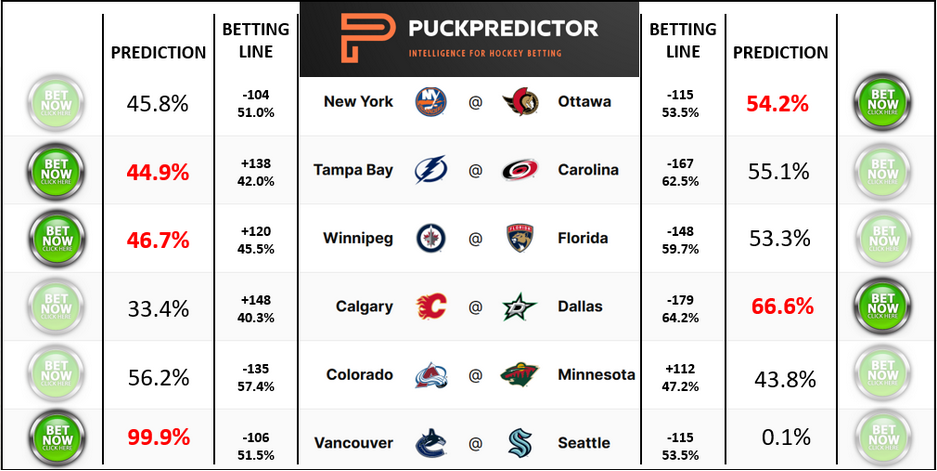 PUCKPREDICTOR
INTELLIGENCE FOR HOCKEY BETTING
PREDICTION
BETTING
LINE
BETTING
LINE
PREDICTION
BET
NOW
CLICK HERE
45.8%
-104
51.0%
New York
NY
@
Ottawa
-115
53.5%
54.2%
BET
NOW
CLICK HERE
BET
NOW
CLICK HERE
44.9%
+138
42.0%
Tampa Bay
@
Carolina
-167
62.5%
55.1%
BET
NOW
CLICK HERE
BET
NOW
CLICK HERE
46.7%
+120
45.5%
Winnipeg
@
FLORIDA
Florida
-148
59.7%
53.3%
BET
NOW
CLICK HERE
BET
NOW
CLICK HERE
33.4%
+148
40.3%
Calgary
C
@
Dallas
-179
64.2%
66.6%
BET
NOW
CLICK HERE
BET
NOW
CLICK HERE
56.2%
-135
57.4%
Colorado
@
Minnesota
+112
47.2%
43.8%
BET
NOW
CLICK HERE
BET
NOW
CLICK HERE
99.9%
-106
51.5%
Vancouver
@
Seattle
-115
53.5%
0.1%
BET
NOW
CLICK HERE